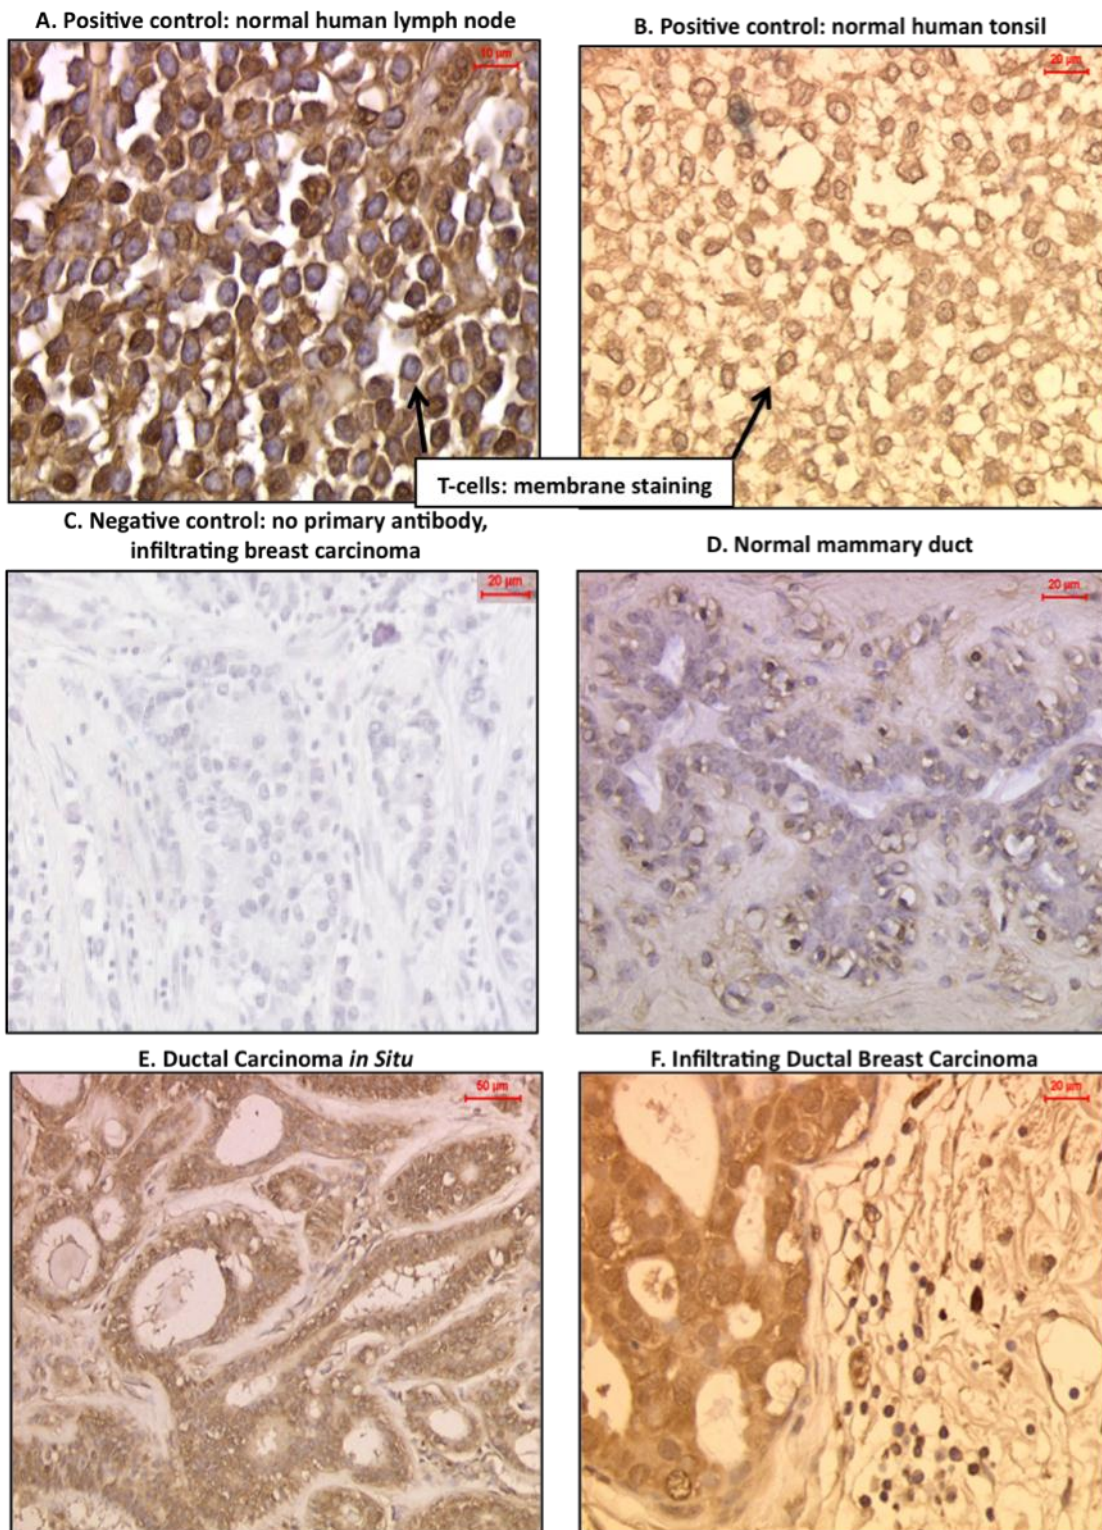 A. Positive control: normal human lymph node
B. Positive control: normal human tonsil
10 µm
20 µm
T-cells: membrane staining
C. Negative control: no primary antibody,
infiltrating breast carcinoma
D. Normal mammary duct
20 µm
20 µm
E. Ductal Carcinoma in Situ
F. Infiltrating Ductal Breast Carcinoma
50 µm
20 µm